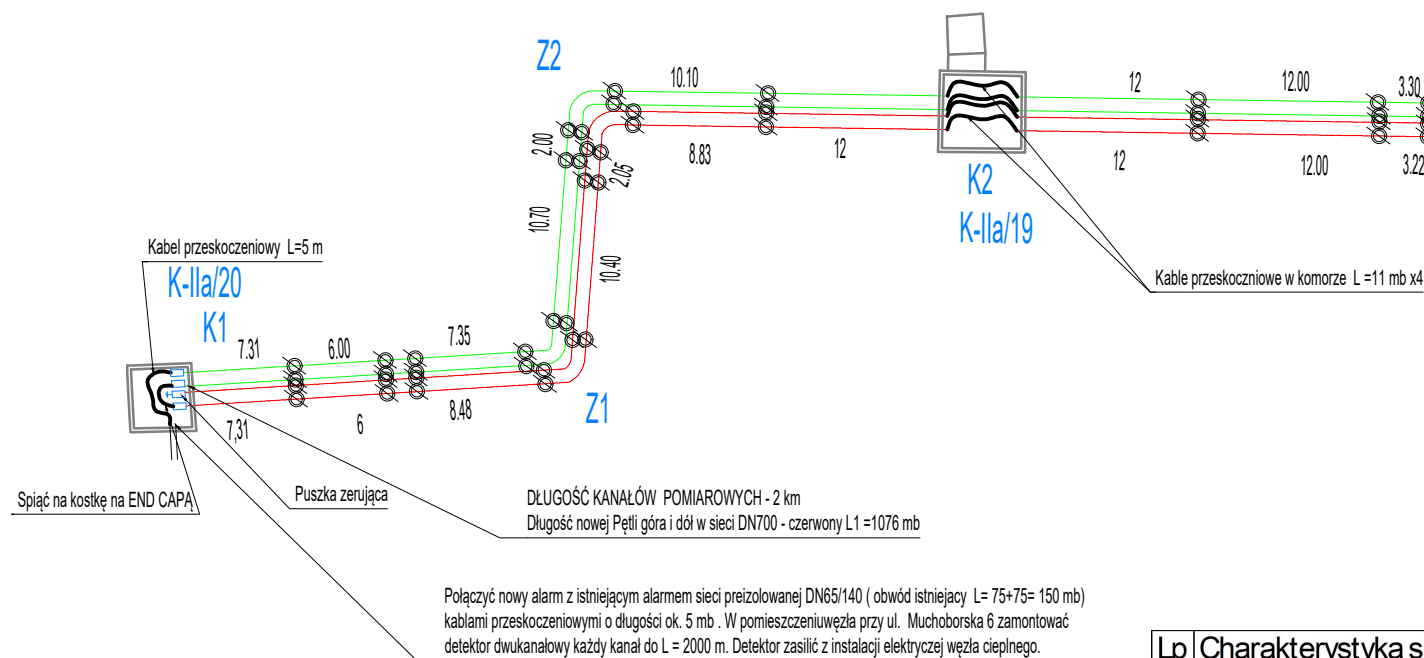 Z2
10.10
12
12.00
3.30
2.00
2.05
8.83
12
12
12.00
3.22
K2
K-IIa/19
10.70
10.40
Kabel przeskoczeniowy L=5 m
K-IIa/20
K1
Kable przeskoczniowe w komorze L =11 mb x4
7.31
6.00
7.35
7,31
6
8.48
Z1
Spiąć na kostkę na END CAPĄ
Puszka zerująca
DŁUGOŚĆ KANAŁÓW POMIAROWYCH - 2 km
Długość nowej Pętli góra i dół w sieci DN700 - czerwony L1 =1076 mb
Połączyć nowy alarm z istniejącym alarmem sieci preizolowanej DN65/140 ( obwód istniejacy L= 75+75= 150 mb)
kablami przeskoczeniowymi o długości ok. 5 mb . W pomieszczeniuwęzła przy ul. Muchoborska 6 zamontować
detektor dwukanałowy każdy kanał do L = 2000 m. Detektor zasilić z instalacji elektryczej węzła cieplnego.
Lp Charakterystyka s